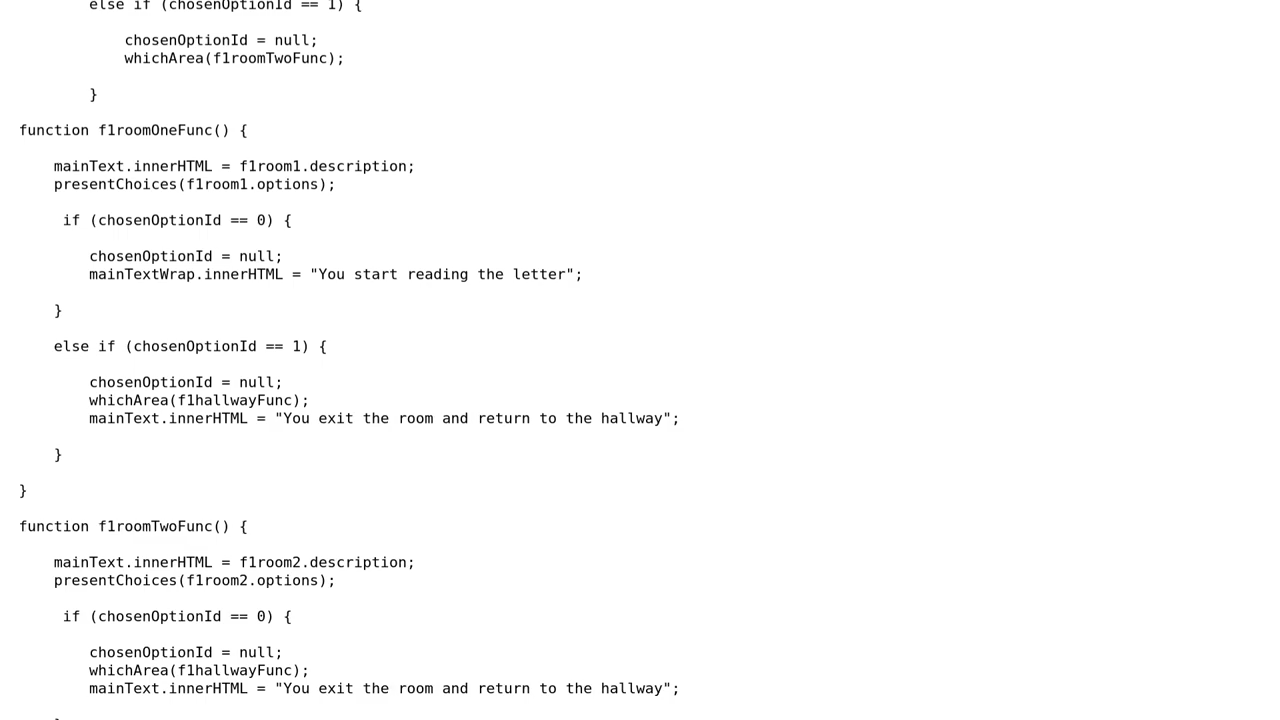 else if (chosenOptionId == 1) {
chosenOptionId = null;
whichArea(f1roomTwoFunc);
}
function f1roomOneFunc() {
mainText.innerHTML = f1room1.description;
presentChoices(f1room1.options);
if (chosenOptionId == 0) {
chosenOptionId = null;
mainTextWrap.innerHTML = "You start reading the letter";
}
else if (chosenOptionId == 1) {
chosenOptionId = null;
whichArea(f1hallwayFunc);
mainText.innerHTML = "You exit the room and return to the hallway";
}
}
function f1roomTwoFunc() {
mainText.innerHTML = f1room2.description;
presentChoices(f1room2.options);
if (chosenOptionId == 0) {
chosenOptionId = null;
whichArea(f1hallwayFunc);
mainText.innerHTML = "You exit the room and return to the hallway";